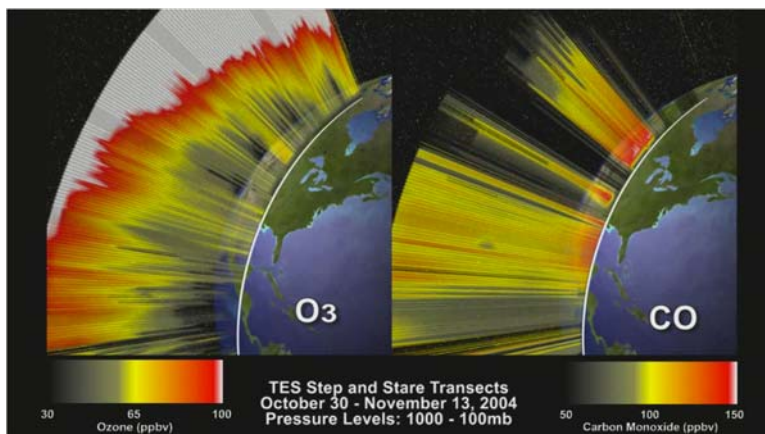 O3
CO
TES Step and Stare Transects
October 30 - November 13, 2004
Pressure Levels: 1000 - 100mb
30 65 100
Ozone (ppbv)
50 100 150
Carbon Monoxide (ppbv)